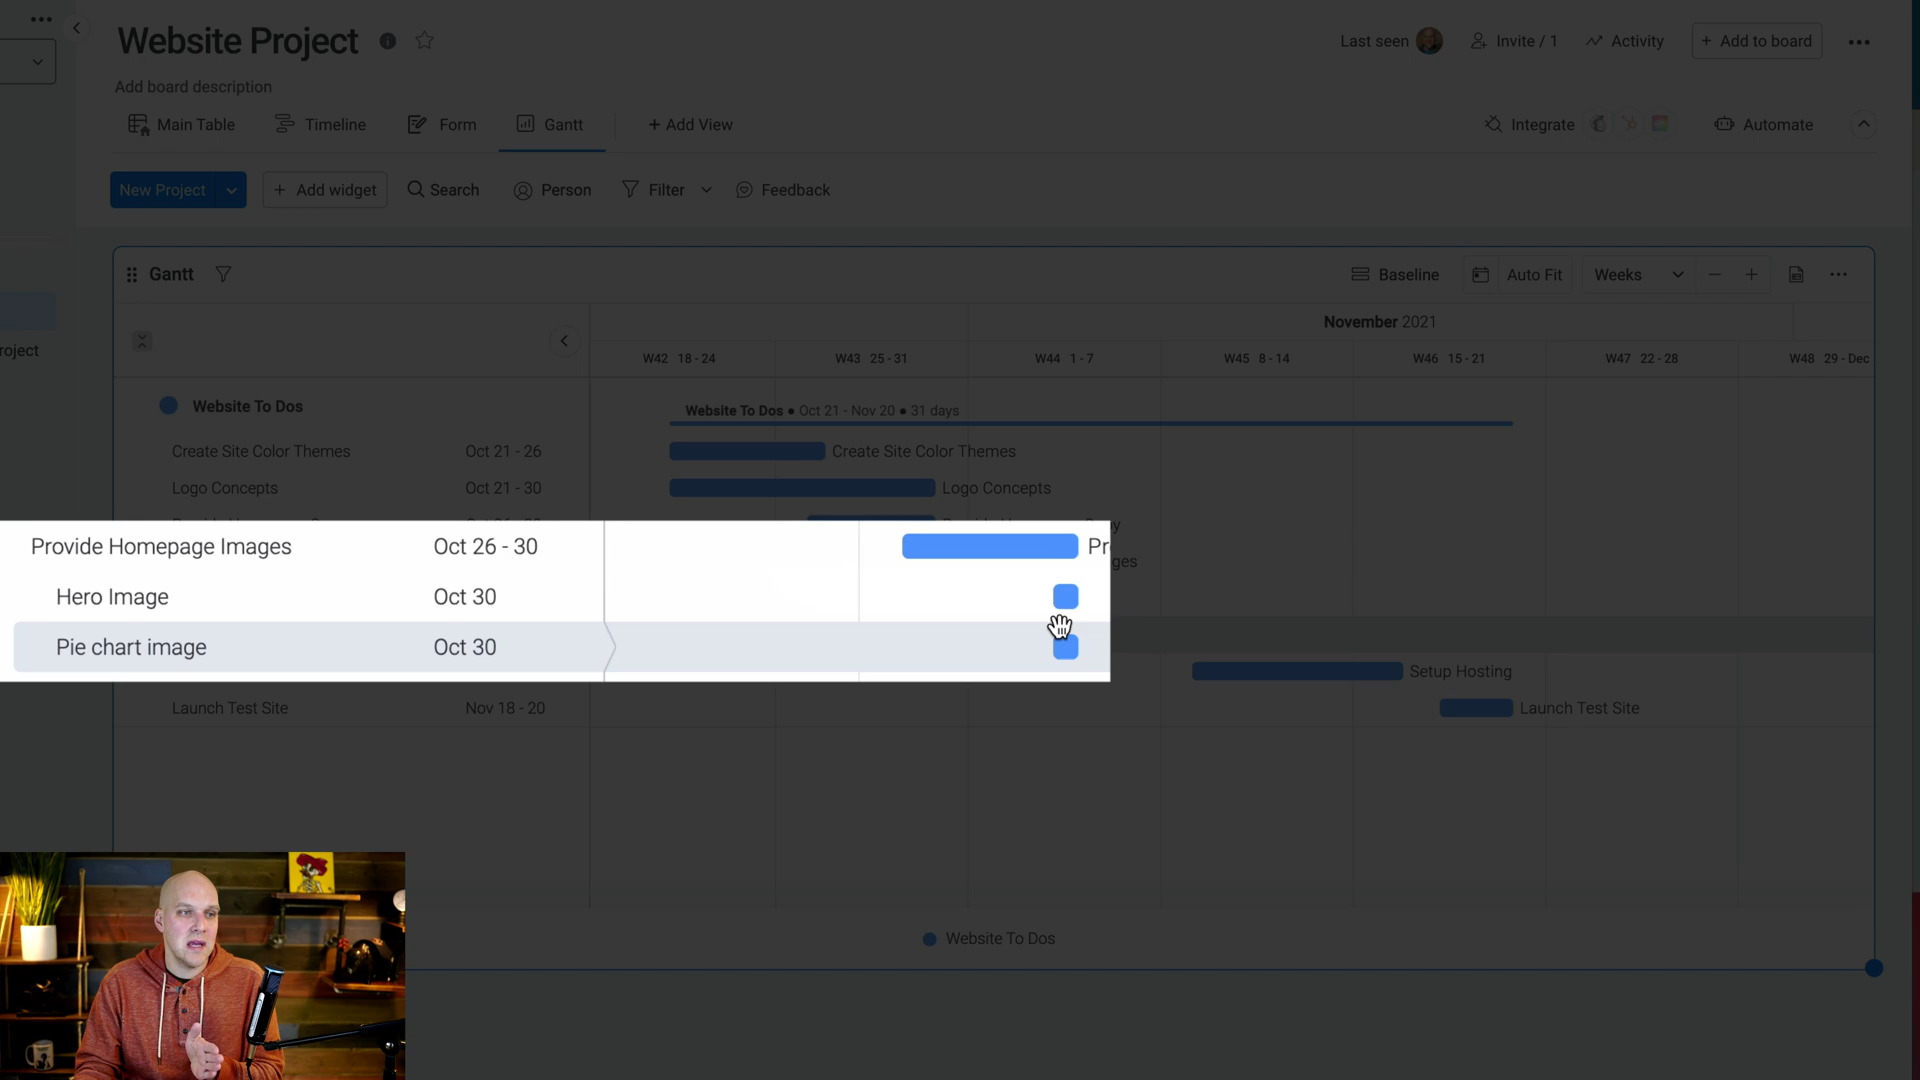 Website Project
Last seen
Invite / 1
Activity
+ Add to board
Add board description
Main Table
Timeline
Form
Gantt
+ Add View
Integrate
Automate
New Project
+ Add widget
Search
Person
Filter
Feedback
Gantt
Baseline
Auto Fit
Weeks
roject
November 2021
W42 18 - 24
W43 25 - 31
W44 1 - 7
W45 8 - 14
W46 15 - 21
W47 22 - 28
W48 29 - Dec
Website To Dos
Website To Dos ● Oct 21 - Nov 20 ● 31 days
Create Site Color Themes
Oct 21 - 26
Create Site Color Themes
Logo Concepts
Oct 21 - 30
Logo Concepts
Provide Homepage Images
Oct 26 - 30
Pr
ges
Hero Image
Oct 30
Pie chart image
Oct 30
Setup Hosting
Launch Test Site
Nov 18 - 20
Launch Test Site
Website To Dos